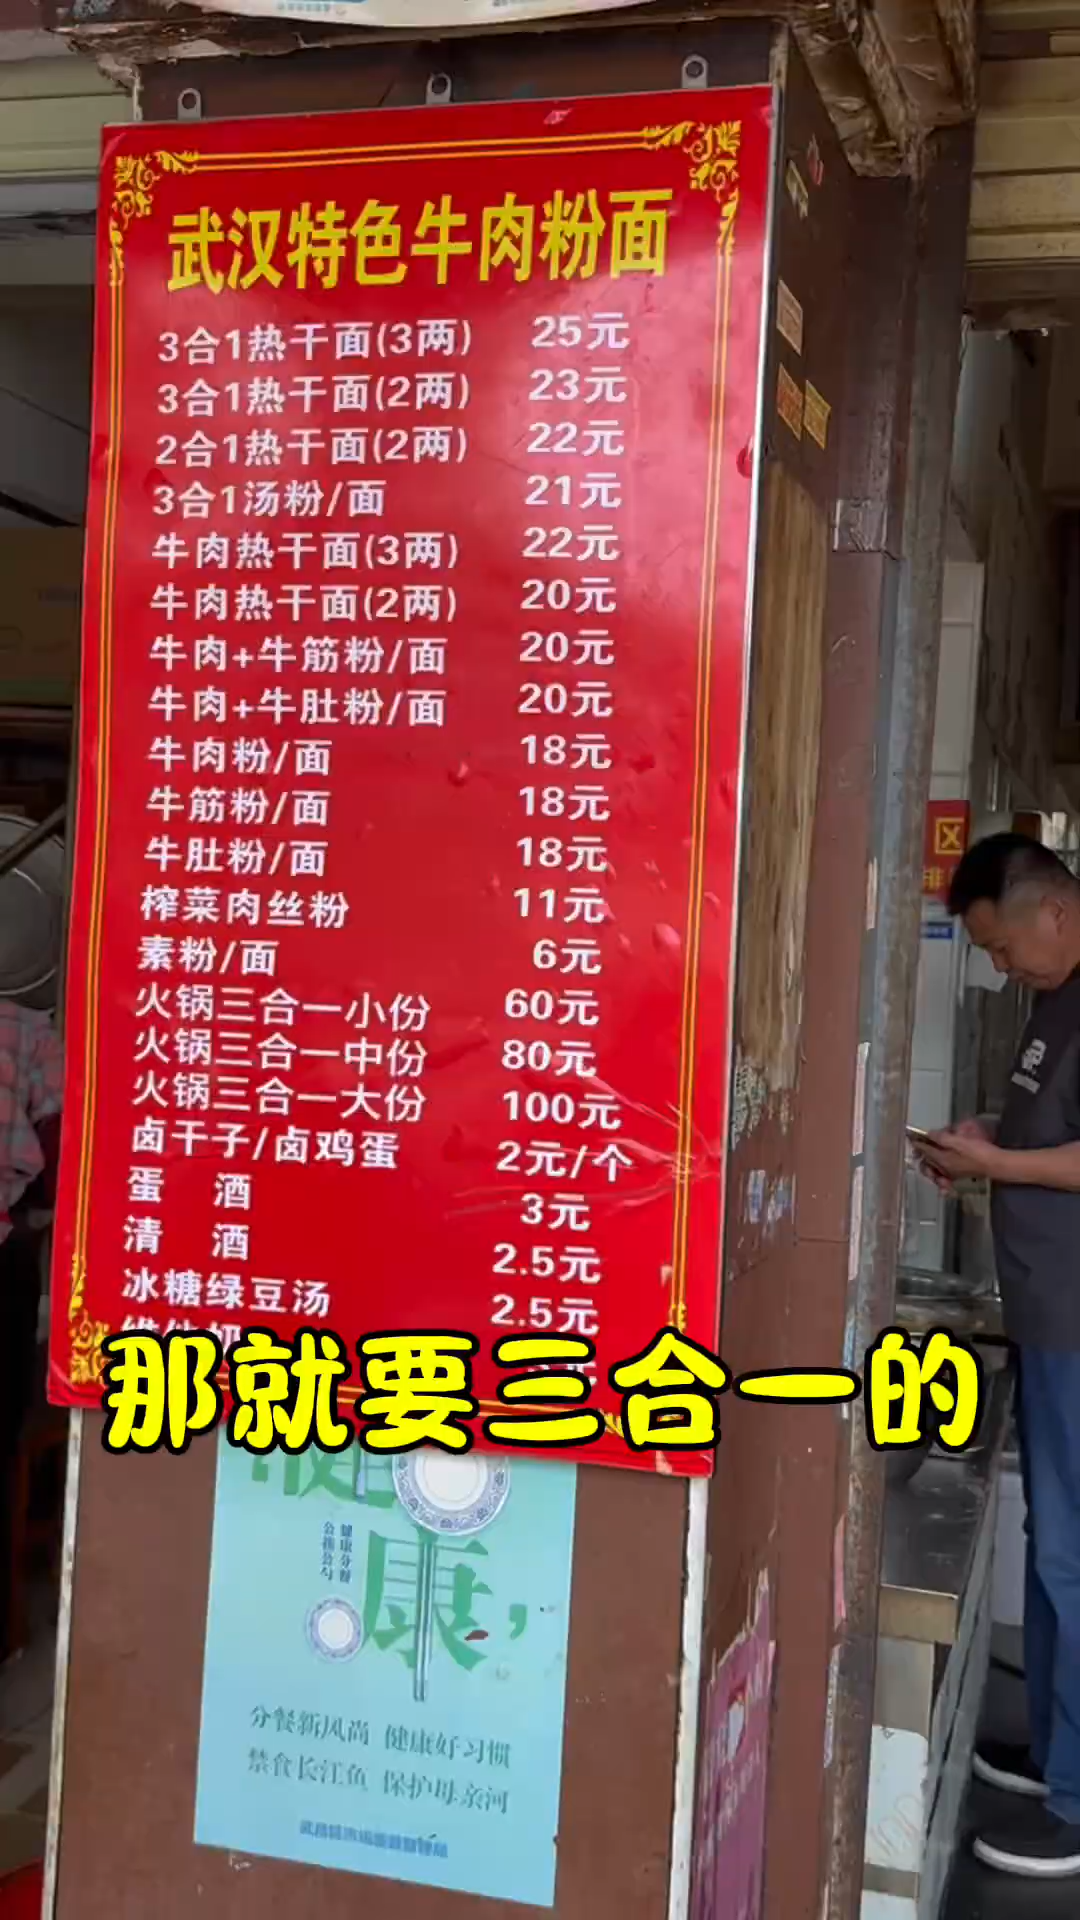 武汉特色牛肉粉面
3合1热干面(3两) 25元
3合1热干面(2两) 23元
2合1热干面(2两) 22元
3合1汤粉/面 21元
牛肉热干面(3两) 22元
牛肉热干面(2两) 20元
牛肉+牛筋粉/面 20元
牛肉+牛肚粉/面 20元
牛肉粉/面 18元
牛筋粉/面 18元
牛肚粉/面 18元
榨菜肉丝粉 11元
素粉/面 6元
火锅三合一小份 60元
火锅三合一中份 80元
火锅三合一大份 100元
卤干子/卤鸡蛋 2元/个
蛋 酒 3元
清 酒 2.5元
冰糖绿豆汤 2.5元
那就要三合一的
健康分餐
公筷公勺
康,
分餐新风尚 健康好习惯
禁食长江鱼 保护母亲河